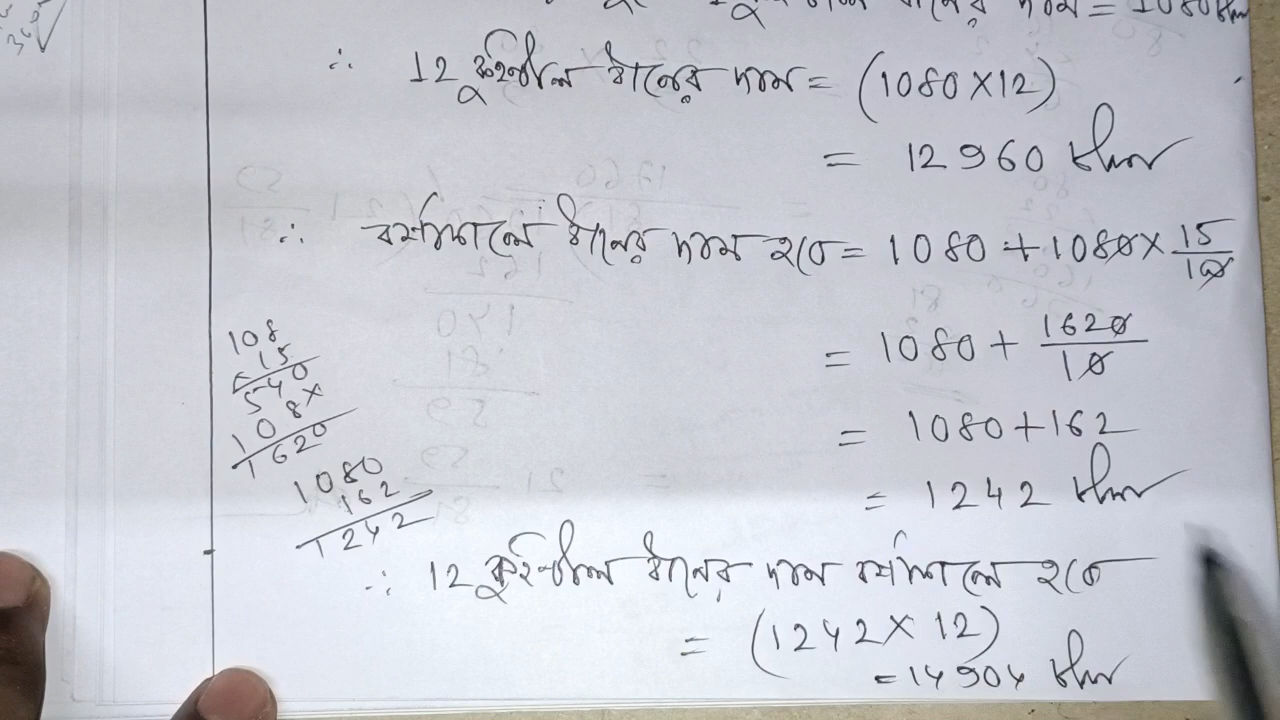 দাম = 1080 টাকা
∴ 12 কুইন্টাল ধানের দাম = (1080×12)
= 12960 টাকা
∴ বর্ষাকালে ধানের দাম হবে = 1080 + 1080 × 15/100
= 1080 + 1620/10
= 1080+162
= 1242 টাকা
∴ 12 কুইন্টাল ধানের দাম বর্ষাকালে হবে
= (1242× 12)
=14904 টাকা
108
×15
540
108×
1620
1080
162
1242